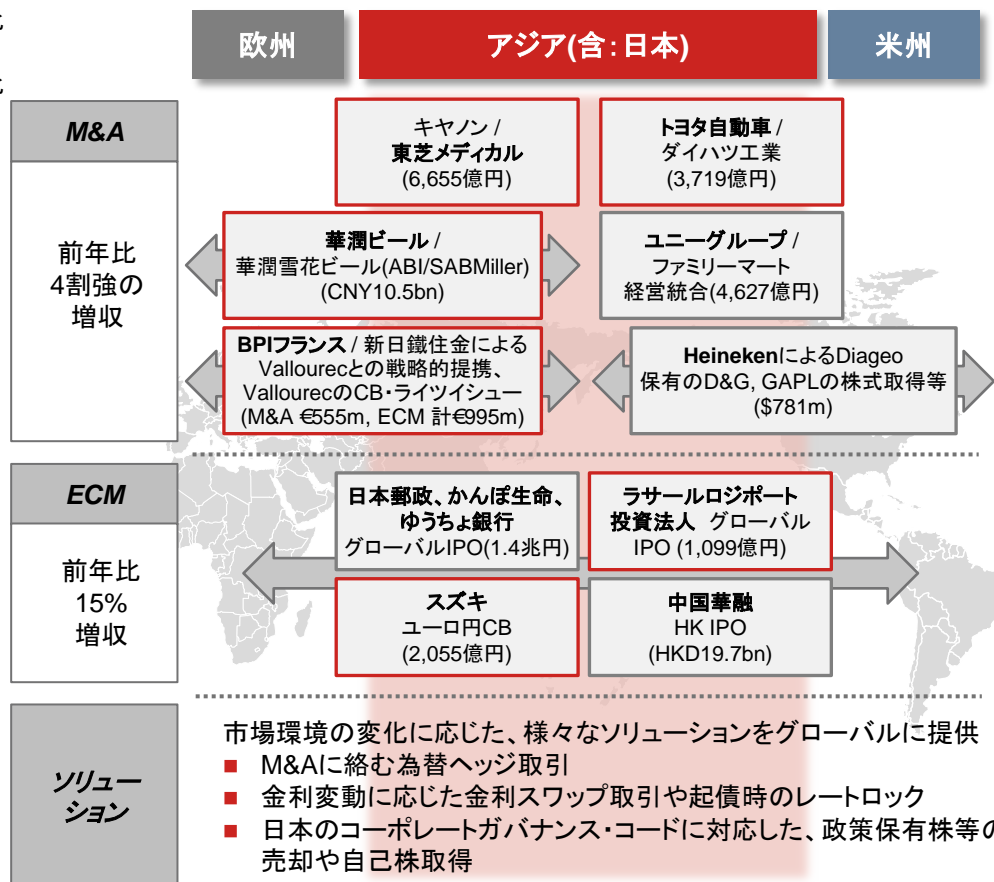 欧州
アジア(含:日本)
米州
M&A
前年比
4割強の
増収
キヤノン /
東芝メディカル
(6,655億円)
トヨタ自動車 /
ダイハツ工業
(3,719億円)
華潤ビール /
華潤雪花ビール(ABI/SABMiller)
(CNY10.5bn)
ユニーグループ /
ファミリーマート
経営統合(4,627億円)
BPIフランス / 新日鐵住金による
Vallourecとの戦略的提携、
VallourecのCB・ライツイシュー
(M&A €555m, ECM 計€995m)
HeinekenによるDiageo
保有のD&G, GAPLの株式取得等
($781m)
ECM
前年比
15%
増収
日本郵政、かんぽ生命、
ゆうちょ銀行
グローバルIPO(1.4兆円)
ラサールロジポート
投資法人 グローバル
IPO (1,099億円)
スズキ
ユーロ円CB
(2,055億円)
中国華融
HK IPO
(HKD19.7bn)
ソリュー
ション
市場環境の変化に応じた、様々なソリューションをグローバルに提供
■ M&Aに絡む為替ヘッジ取引
■ 金利変動に応じた金利スワップ取引や起債時のレートロック
■ 日本のコーポレートガバナンス・コードに対応した、政策保有株等の
売却や自己株取得